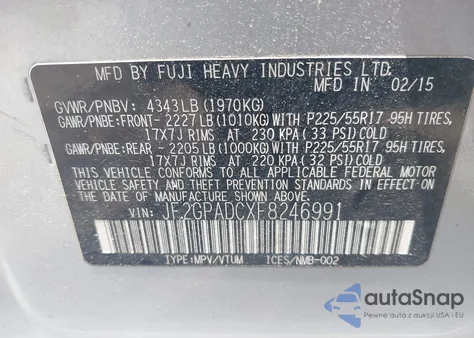 MFD BY FUJI HEAVY INDUSTRIES LTD.
MFD IN 02/15
GVWR/PNBV: 4343LB(1970KG)
GAWR/PNBE:FRONT- 2227LB(1010KG)WITH P225/55R17 95H TIRES,
17X7J RIMS AT 230 KPA (33 PSI)COLD
GAWR/PNBE:REAR - 2205LB(1000KG)WITH P225/55R17 95H TIRES,
17X7J RIMS AT 220 KPA (32 PSI)COLD
THIS VEHICLE CONFORMS TO ALL APPLICABLE FEDERAL MOTOR
VEHICLE SAFETY, BUMPER, AND THEFT PREVENTION STANDARDS IN EFFECT ON
THE DATE OF MANUFACTURE SHOWN ABOVE.
VIN: JF2GPADCXF8246991
TYPE:MPV/VTUM ICES/NMB-002
autoSnap
Pewne auta z aukcji USA i EU